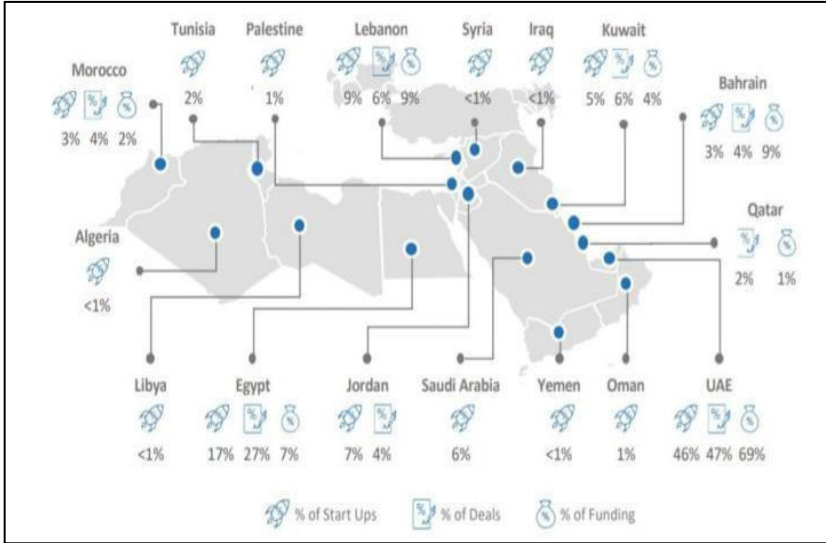 Tunisia Palestine Lebanon Syria Iraq Kuwait
2% 1% 9% 6% 9% <1% <1% 5% 6% 4%
Morocco
3% 4% 2%
Bahrain
3% 4% 9%
Qatar
2% 1%
Algeria
<1%
Libya Egypt Jordan Saudi Arabia Yemen Oman UAE
<1% 17% 27% 7% 7% 4% 6% <1% 1% 46% 47% 69%
% of Start Ups % of Deals % of Funding